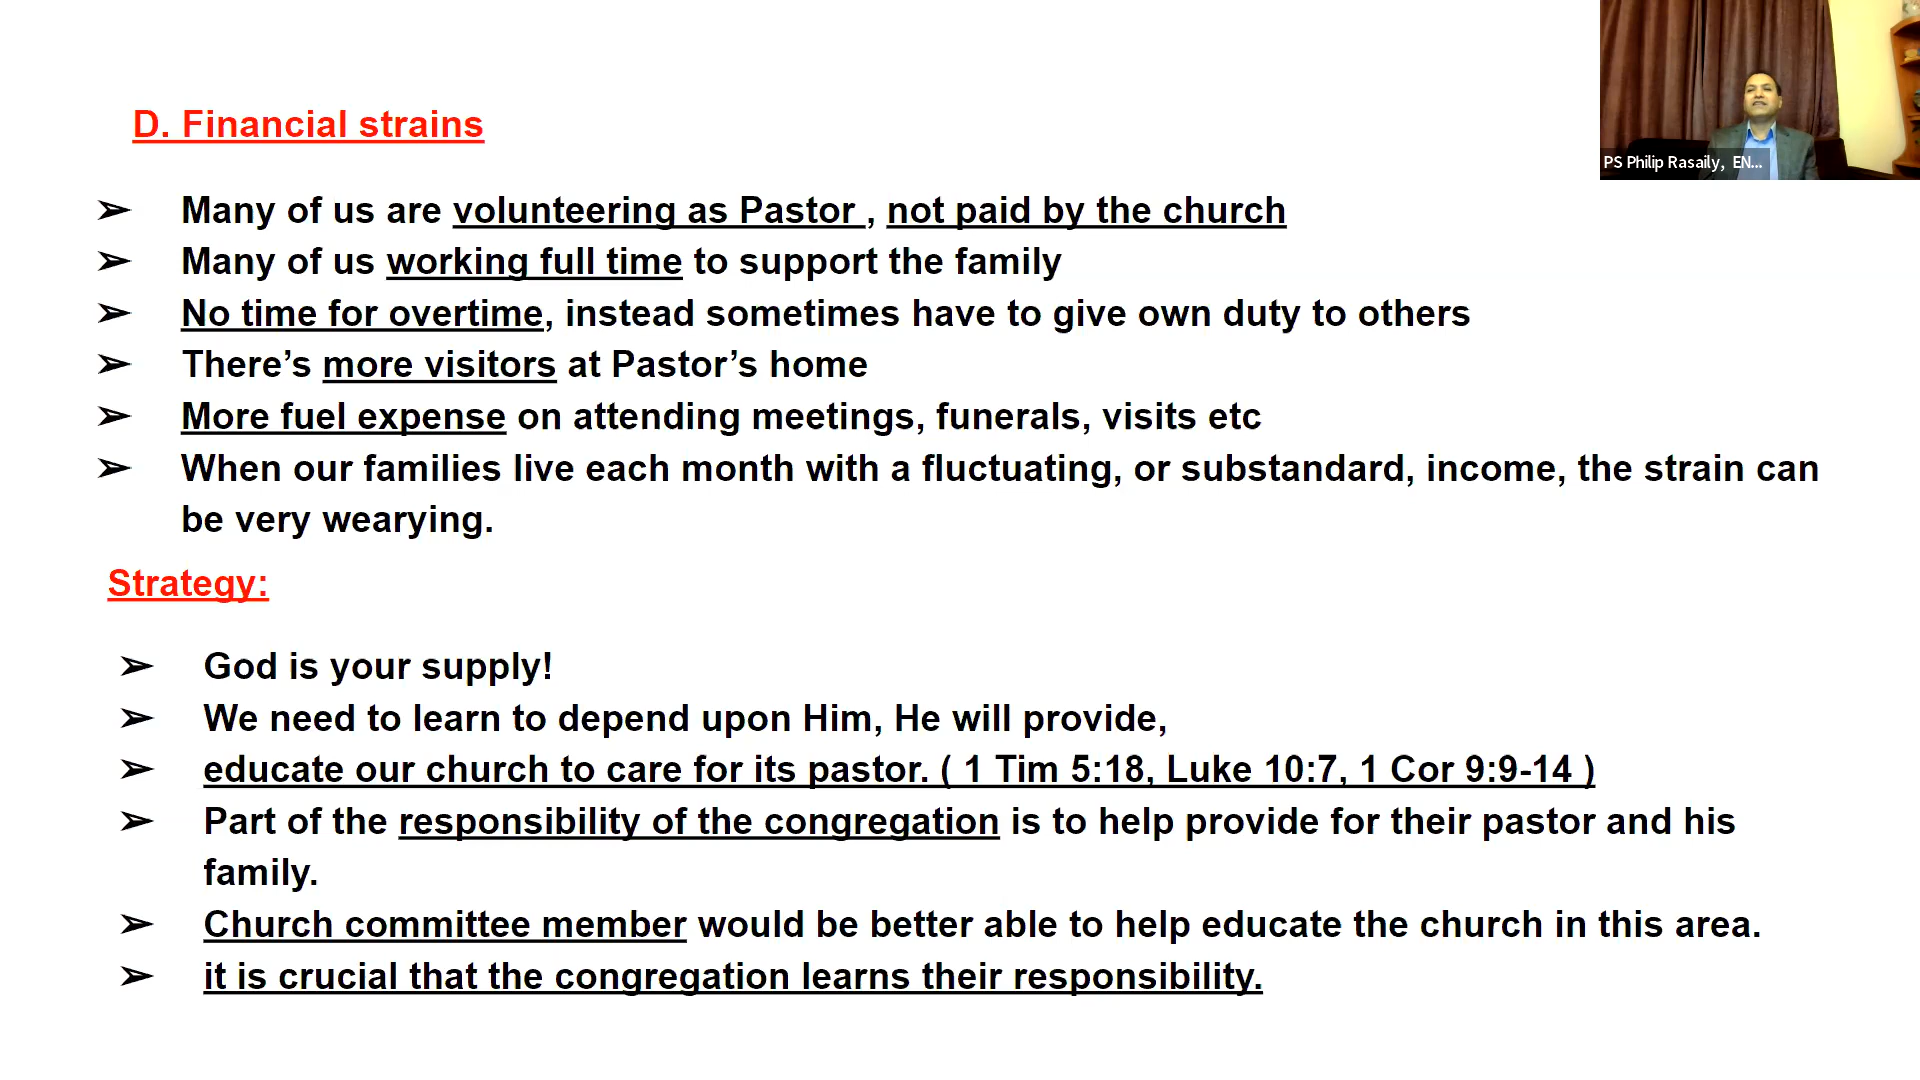 D. Financial strains
PS Philip Rasaily, EN...
➢ Many of us are volunteering as Pastor , not paid by the church
➢ Many of us working full time to support the family
➢ No time for overtime, instead sometimes have to give own duty to others
➢ There’s more visitors at Pastor’s home
➢ More fuel expense on attending meetings, funerals, visits etc
➢ When our families live each month with a fluctuating, or substandard, income, the strain can
be very wearying.
Strategy:
➢ God is your supply!
➢ We need to learn to depend upon Him, He will provide,
➢ educate our church to care for its pastor. ( 1 Tim 5:18, Luke 10:7, 1 Cor 9:9-14 )
➢ Part of the responsibility of the congregation is to help provide for their pastor and his
family.
➢ Church committee member would be better able to help educate the church in this area.
➢ it is crucial that the congregation learns their responsibility.